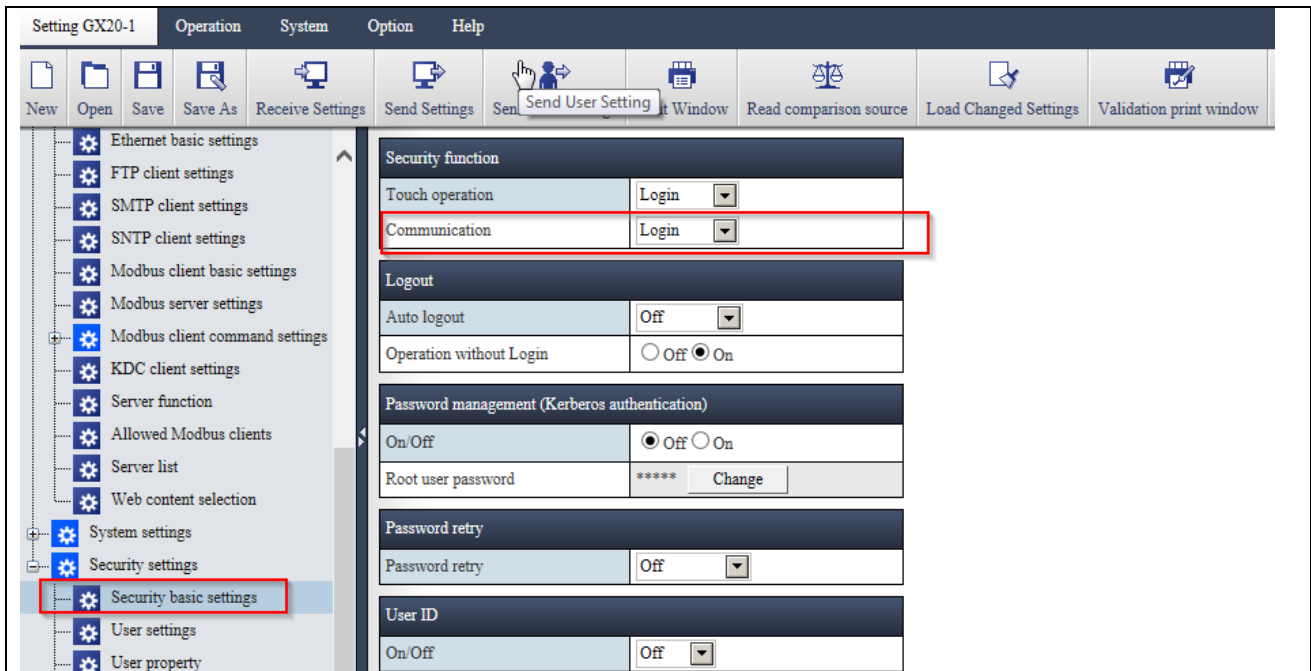 Setting GX20-1 Operation System Option Help
New Open Save Save As Receive Settings Send Settings Send Window Read comparison source Load Changed Settings Validation print window
Send User Setting
Ethernet basic settings
FTP client settings
SMTP client settings
SNTP client settings
Modbus client basic settings
Modbus server settings
Modbus client command settings
KDC client settings
Server function
Allowed Modbus clients
Server list
Web content selection
System settings
Security settings
Security basic settings
User settings
User property
Security function
Touch operation Login
Communication Login
Logout
Auto logout Off
Operation without Login Off On
Password management (Kerberos authentication)
On/Off Off On
Root user password ***** Change
Password retry
Password retry Off
User ID
On/Off Off